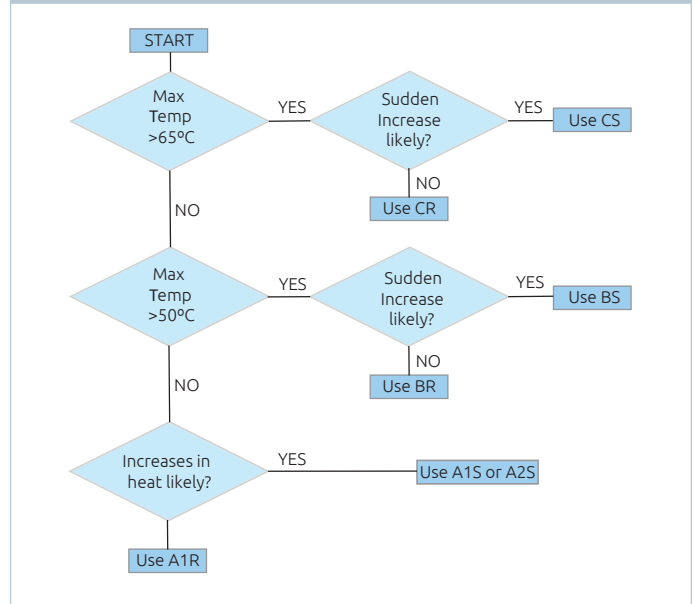 START
Max
Temp
>65ºC
YES
Sudden
Increase
likely?
YES
Use CS
NO
Use CR
NO
Max
Temp
>50ºC
YES
Sudden
Increase
likely?
YES
Use BS
NO
Use BR
NO
Increases in
heat likely?
YES
Use A1S or A2S
Use A1R